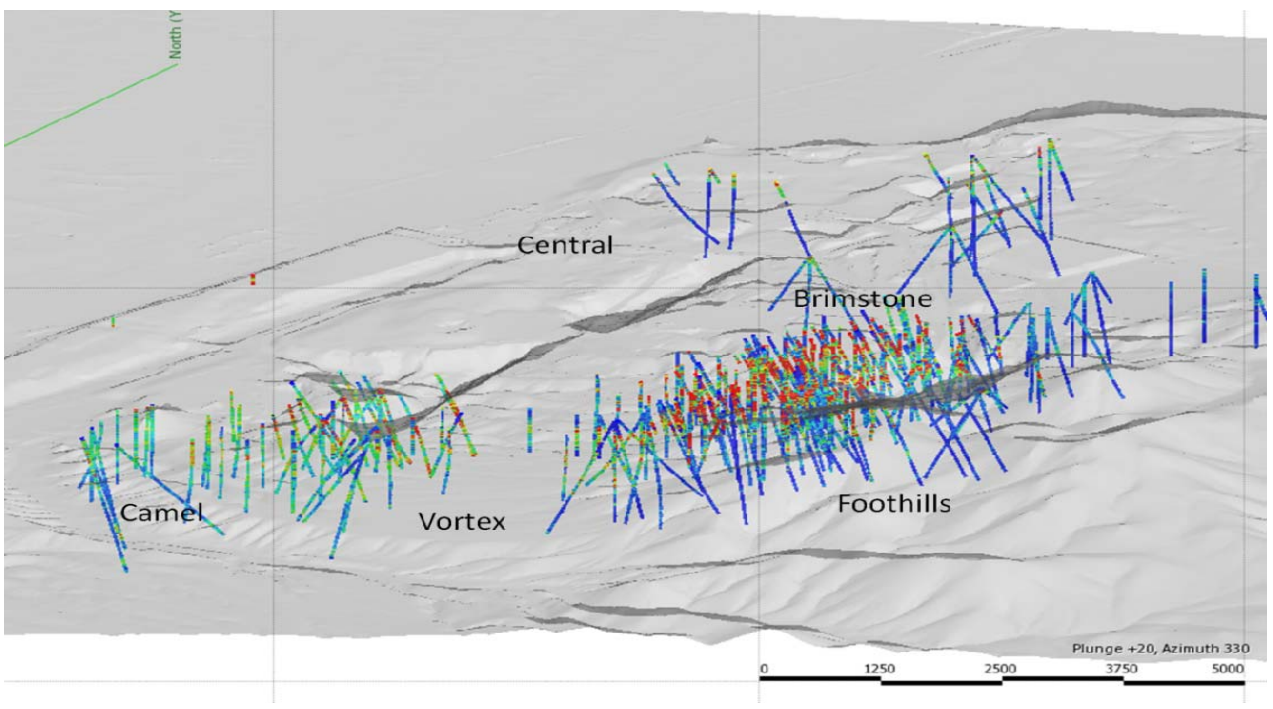 North (Y
Central
Brimstone
Camel
Vortex
Foothills
Plunge +20, Azimuth 330
0 1250 2500 3750 5000